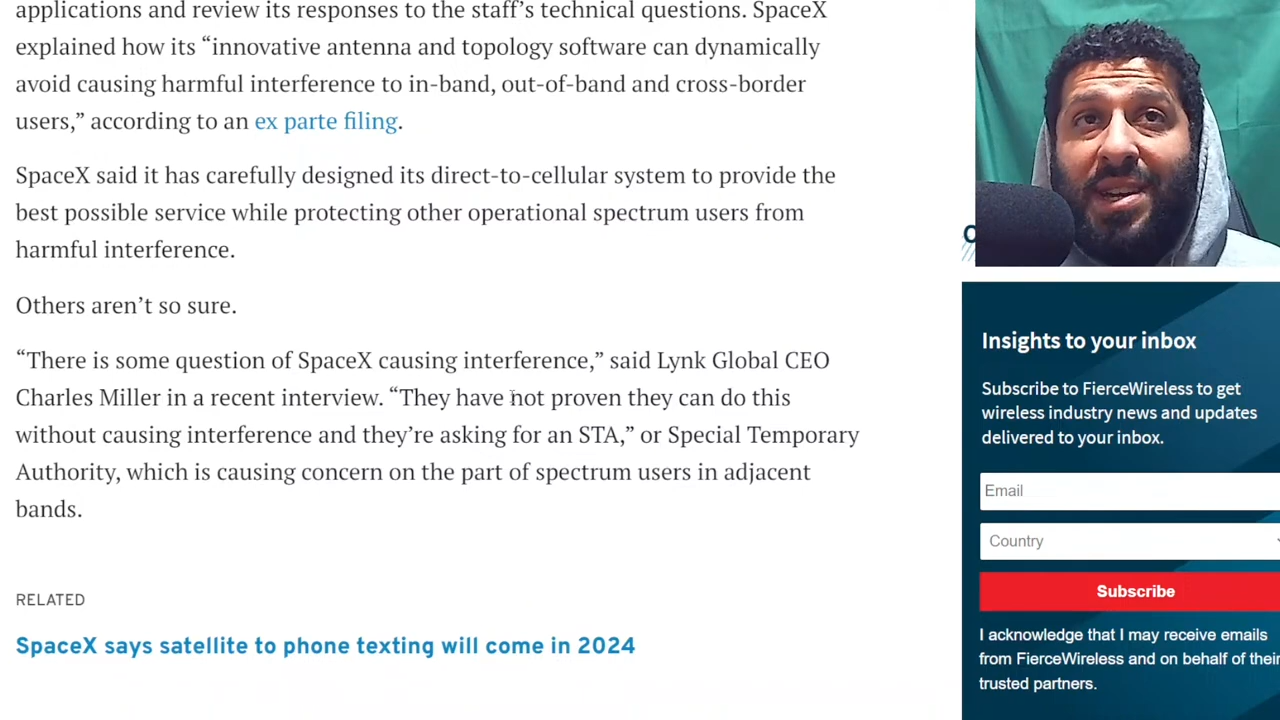 applications and review its responses to the staff’s technical questions. SpaceX
explained how its “innovative antenna and topology software can dynamically
avoid causing harmful interference to in-band, out-of-band and cross-border
users,” according to an ex parte filing.
SpaceX said it has carefully designed its direct-to-cellular system to provide the
best possible service while protecting other operational spectrum users from
harmful interference.
Others aren’t so sure.
“There is some question of SpaceX causing interference,” said Lynk Global CEO
Charles Miller in a recent interview. “They have not proven they can do this
without causing interference and they’re asking for an STA,” or Special Temporary
Authority, which is causing concern on the part of spectrum users in adjacent
bands.
RELATED
SpaceX says satellite to phone texting will come in 2024
Insights to your inbox
Subscribe to FierceWireless to get
wireless industry news and updates
delivered to your inbox.
Email
Country
Subscribe
I acknowledge that I may receive emails
from FierceWireless and on behalf of their
trusted partners.